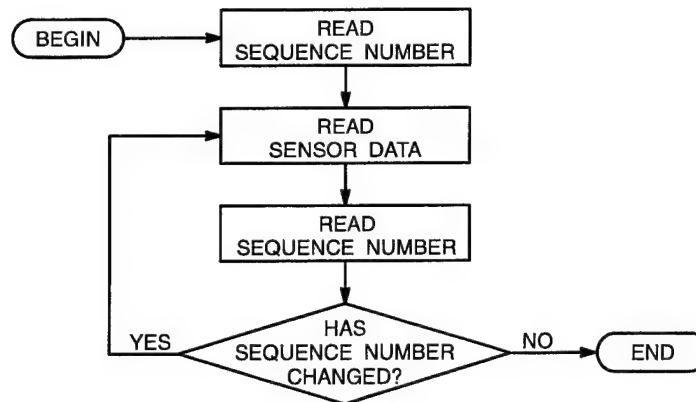 BEGIN
READ
SEQUENCE NUMBER
READ
SENSOR DATA
READ
SEQUENCE NUMBER
HAS
SEQUENCE NUMBER
CHANGED?
YES
NO
END